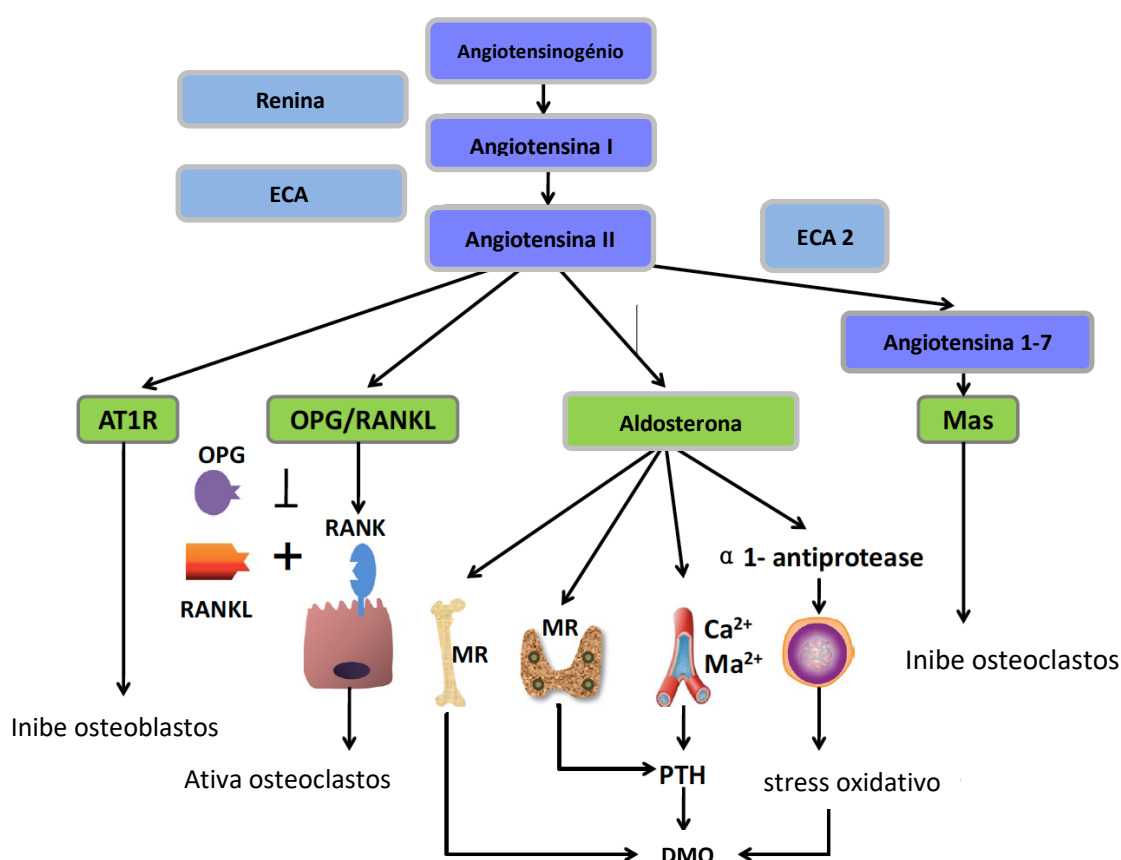 Angiotensinogénio
Renina
Angiotensina I
ECA
Angiotensina II
ECA 2
Angiotensina 1-7
AT1R
OPG/RANKL
Aldosterona
Mas
OPG
RANK
RANKL
α 1- antiprotease
MR
MR
Ca²⁺
Ma²⁺
Inibe osteoclastos
Inibe osteoblastos
Ativa osteoclastos
PTH
stress oxidativo
DMO